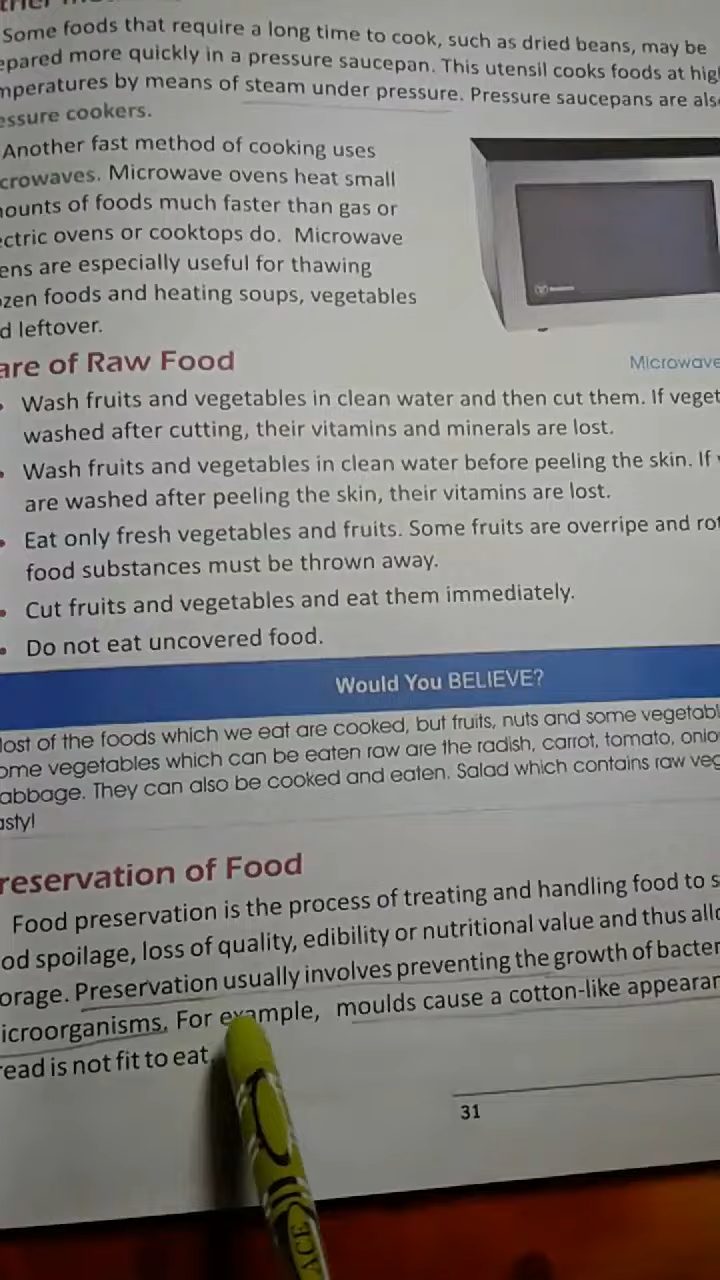 Some foods that require a long time to cook, such as dried beans, may be
epared more quickly in a pressure saucepan. This utensil cooks foods at hig
mperatures by means of steam under pressure. Pressure saucepans are als
essure cookers.
Another fast method of cooking uses
crowaves. Microwave ovens heat small
ounts of foods much faster than gas or
ectric ovens or cooktops do. Microwave
ens are especially useful for thawing
ozen foods and heating soups, vegetables
d leftover.
Microwave
are of Raw Food
Wash fruits and vegetables in clean water and then cut them. If veget
washed after cutting, their vitamins and minerals are lost.
Wash fruits and vegetables in clean water before peeling the skin. If
are washed after peeling the skin, their vitamins are lost.
Eat only fresh vegetables and fruits. Some fruits are overripe and rot
food substances must be thrown away.
Cut fruits and vegetables and eat them immediately.
Do not eat uncovered food.
Would You BELIEVE?
lost of the foods which we eat are cooked, but fruits, nuts and some vegetabl
ome vegetables which can be eaten raw are the radish, carrot, tomato, onio
abbage. They can also be cooked and eaten. Salad which contains raw veg
asty!
reservation of Food
Food preservation is the process of treating and handling food to s
od spoilage, loss of quality, edibility or nutritional value and thus allo
orage. Preservation usually involves preventing the growth of bacter
icroorganisms. For example, moulds cause a cotton-like appearan
read is not fit to eat.
31
ACE